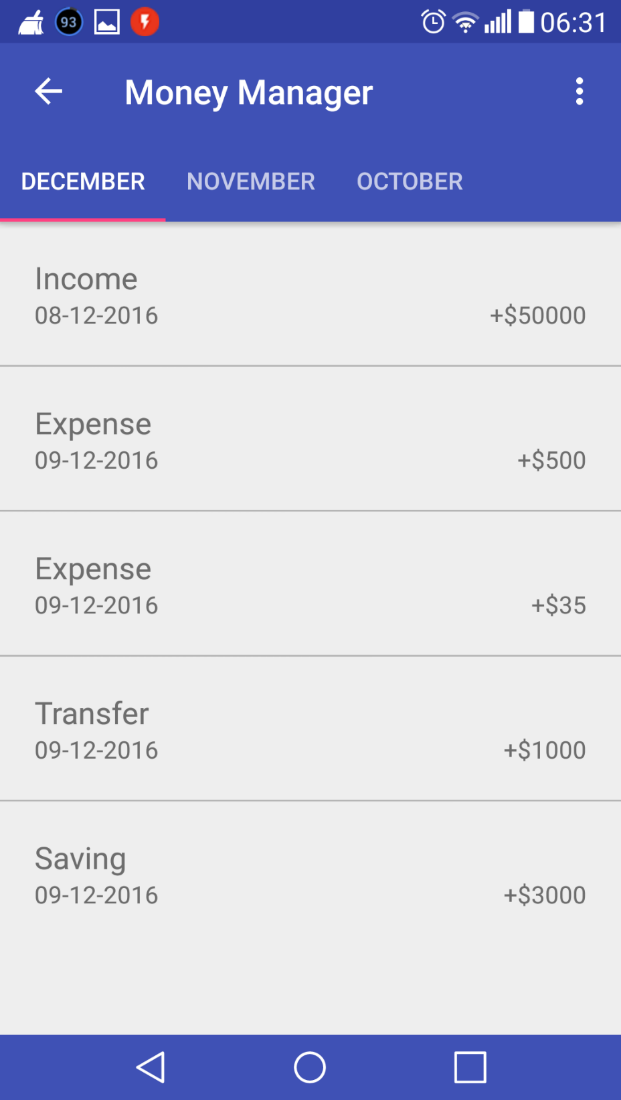 93 06:31
Money Manager
DECEMBER NOVEMBER OCTOBER
Income
08-12-2016 +$50000
Expense
09-12-2016 +$500
Expense
09-12-2016 +$35
Transfer
09-12-2016 +$1000
Saving
09-12-2016 +$3000